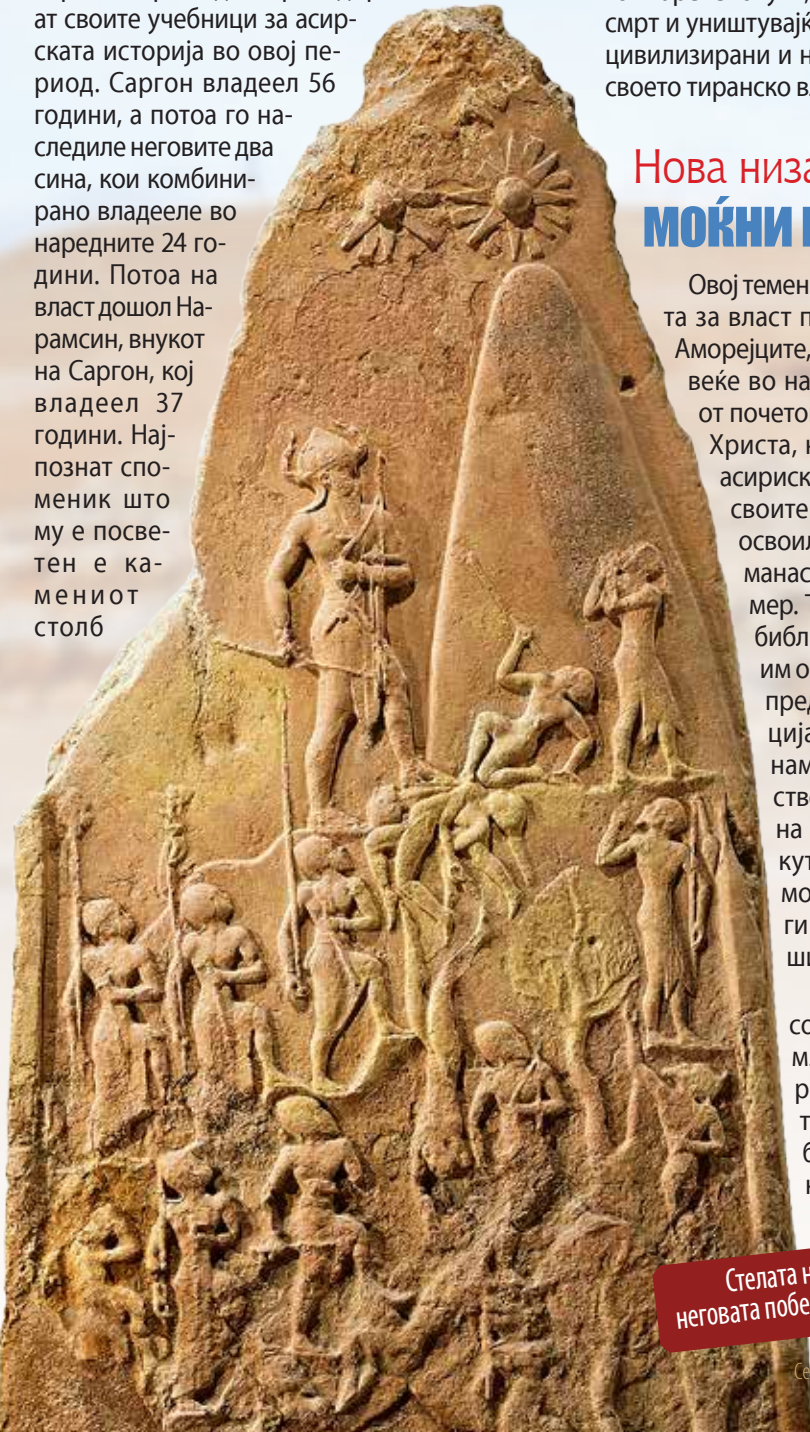 ат своите учебници за асир-
ската историја во овој пе-
риод. Саргон владеел 56
години, а потоа го на-
следиле неговите два
сина, кои комбини-
рано владееле во
наредните 24 го-
дини. Потоа на
власт дошол На-
рамсин, внукот
на Саргон, кој
владеел 37
години. Нај-
познат спо-
меник што
му е посве-
тен е ка-
мениот
столб
смрт и уништувајќ
цивилизирани и н
своето тиранско в
Нова низа
МОЌНИ
Овој темен
та за власт п
Аморејците,
веќе во на
от почето
Христа, н
асириск
своите
освоил
манас
мер. Т
библ
им о
пред
ција
нам
ство
на
кут
мо
ги
ши
со
м
р
т
б
н
Стелата н
неговата побе
Се